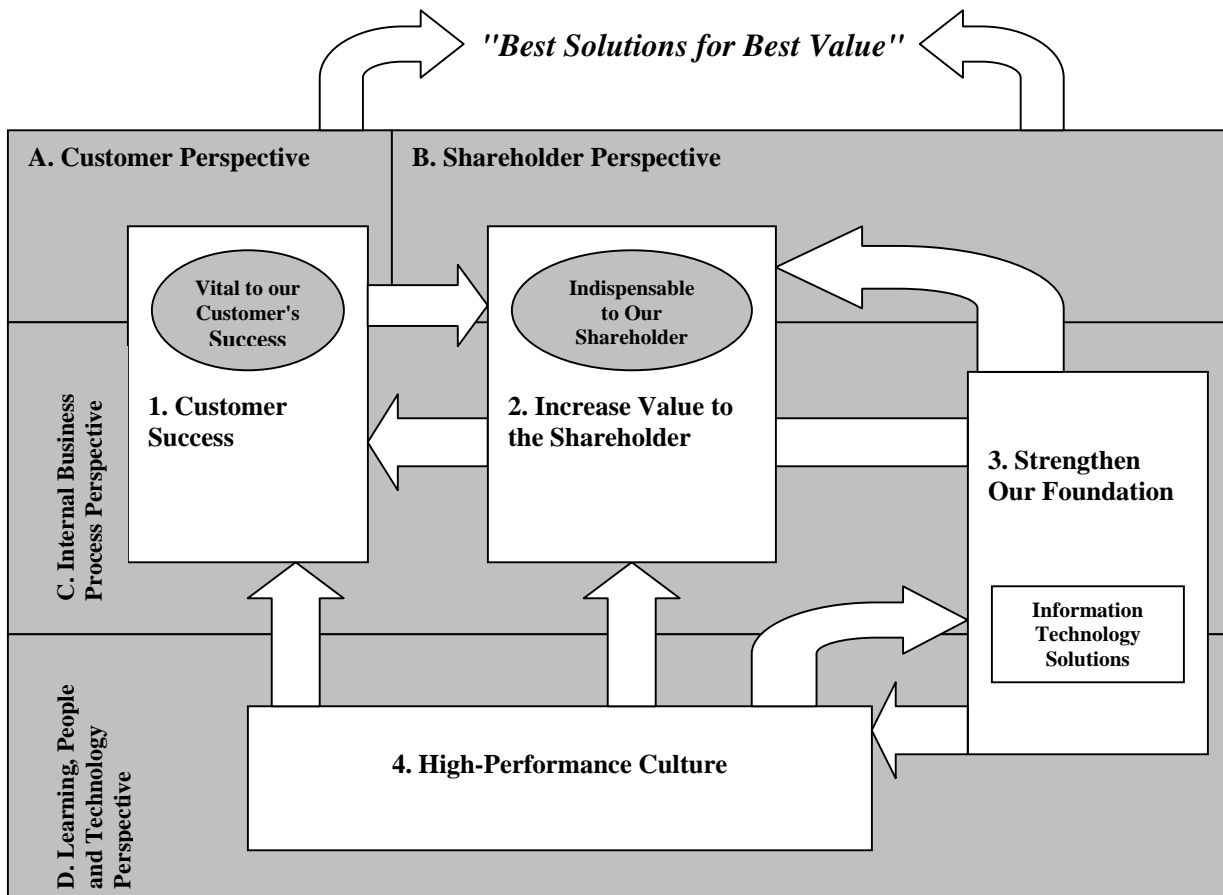 "Best Solutions for Best Value"
A. Customer Perspective
B. Shareholder Perspective
Vital to our
Customer's
Success
Indispensable
to Our
Shareholder
1. Customer
Success
2. Increase Value to
the Shareholder
3. Strengthen
Our Foundation
C. Internal Business
Process Perspective
Information
Technology
Solutions
4. High-Performance Culture
D. Learning, People
and Technology
Perspective